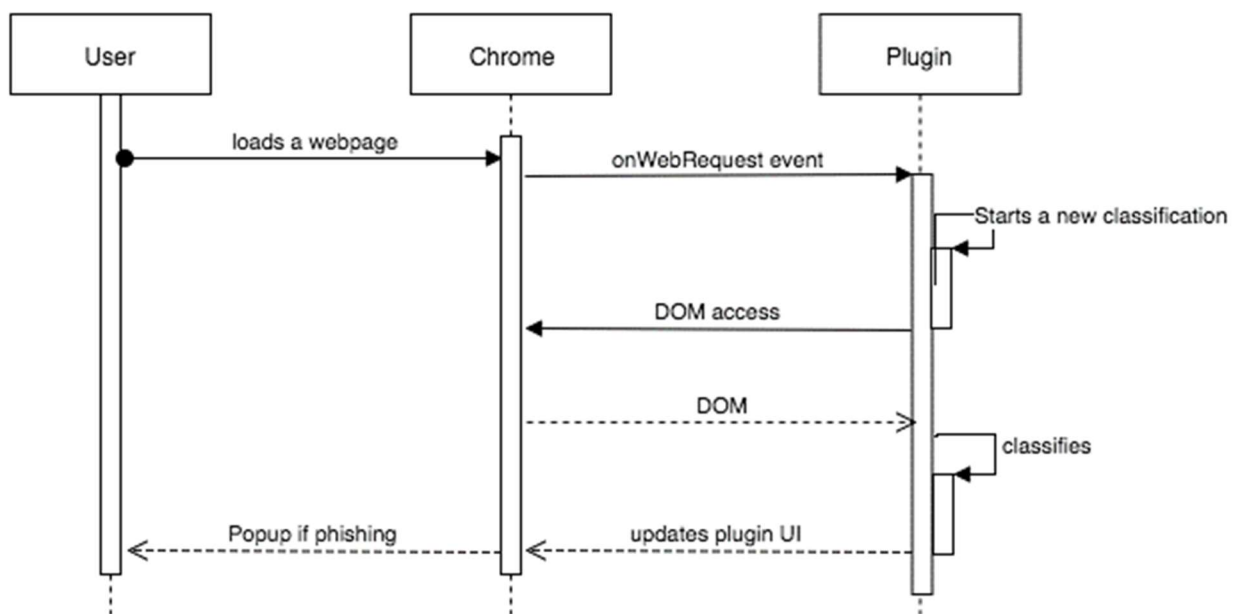 User
Chrome
Plugin
loads a webpage
onWebRequest event
Starts a new classification
DOM access
DOM
classifies
Popup if phishing
updates plugin UI